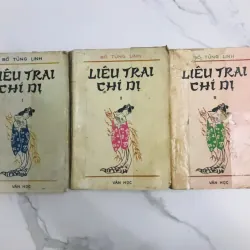 BỒ TÙNG LINH
LIÊU TRAI
CHÍ DỊ
I
VĂN HỌC
BỒ TÙNG LINH
LIÊU TRAI
CHÍ DỊ
VĂN HỌC
BỒ TÙNG LINH
LIÊU TRAI
CHÍ DỊ
VĂN HỌC